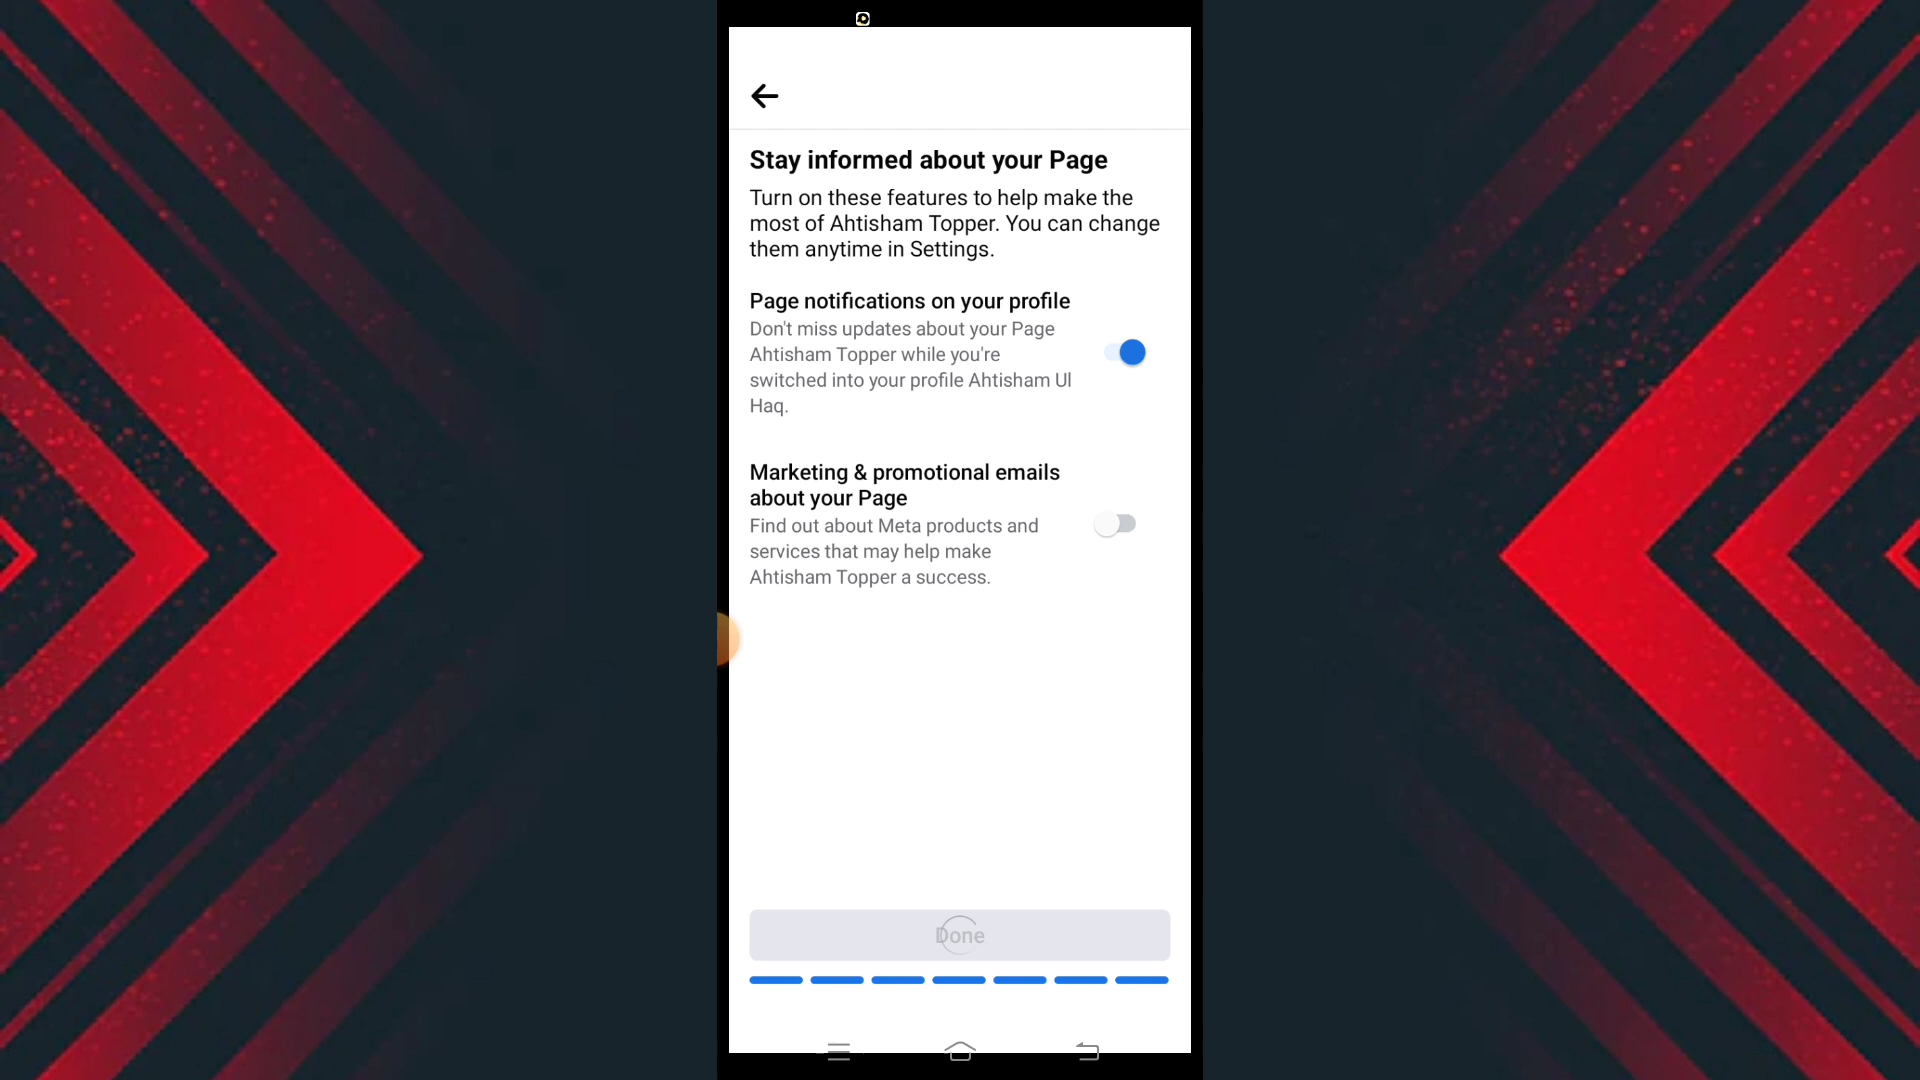 Stay informed about your Page
Turn on these features to help make the
most of Ahtisham Topper. You can change
them anytime in Settings.
Page notifications on your profile
Don't miss updates about your Page
Ahtisham Topper while you're
switched into your profile Ahtisham Ul
Haq.
Marketing & promotional emails
about your Page
Find out about Meta products and
services that may help make
Ahtisham Topper a success.
Done